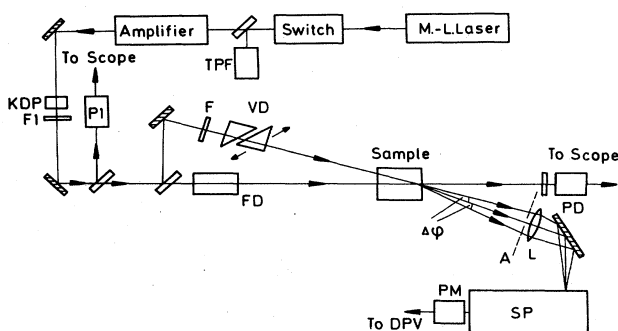 Amplifier
Switch
M.-L.Laser
TPF
To Scope
KDP
F1
P1
F
VD
Sample
To Scope
FD
PD
Δφ
A
L
PM
SP
To DPV